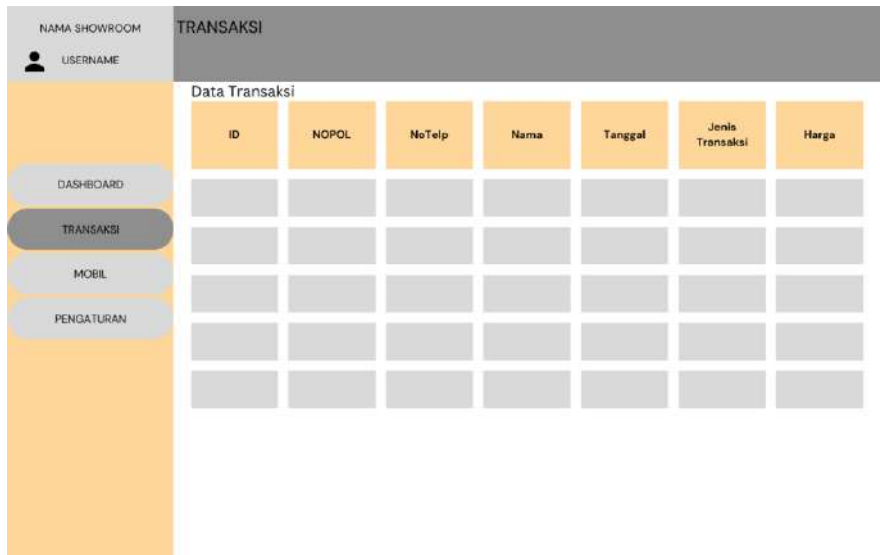 NAMA SHOWROOM
USERNAME
TRANSAKSI
DASHBOARD
TRANSAKSI
MOBIL
PENGATURAN
Data Transaksi
ID
NOPOL
NoTelp
Nama
Tanggal
Jenis
Transaksi
Harga